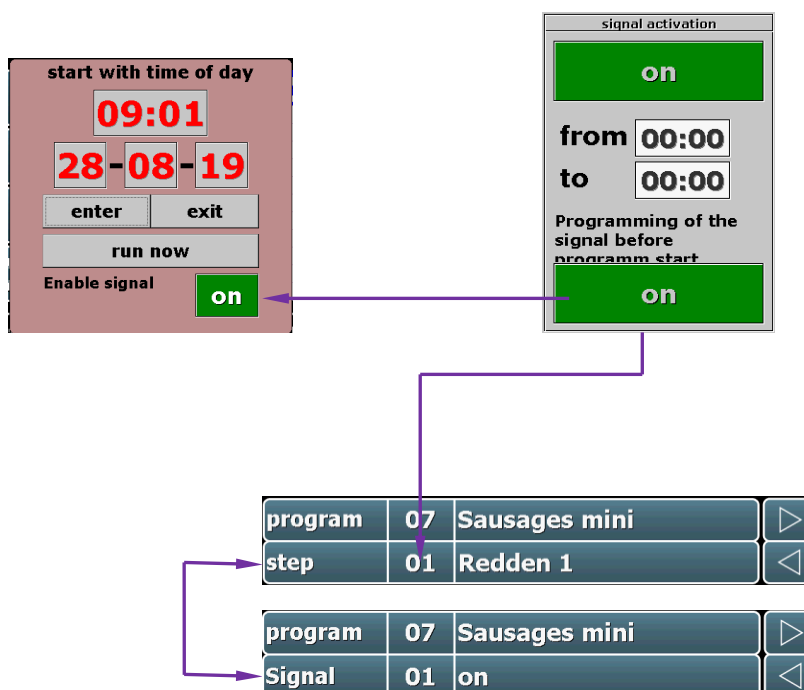 signal activation
on
from 00:00
to 00:00
Programming of the
signal before
programm start
on
start with time of day
09:01
28-08-19
enter exit
run now
Enable signal on
program 07 Sausages mini
step 01 Redden 1
program 07 Sausages mini
Signal 01 on